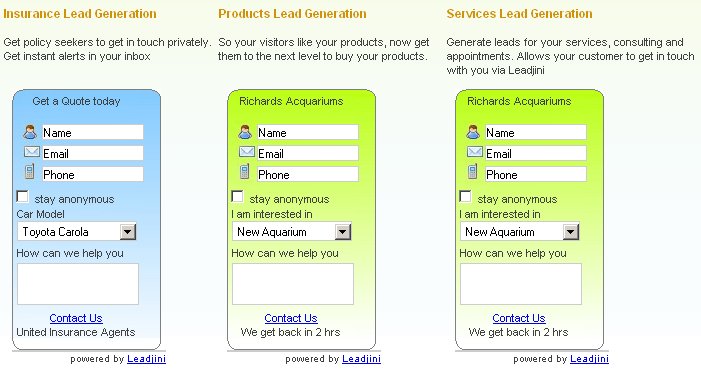 Insurance Lead Generation
Get policy seekers to get in touch privately.
Get instant alerts in your inbox
Get a Quote today
Name
Email
Phone
stay anonymous
Car Model
Toyota Carola
How can we help you
Contact Us
United Insurance Agents
powered by Leadjini
Products Lead Generation
So your visitors like your products, now get
them to the next level to buy your products.
Richards Acquariums
Name
Email
Phone
stay anonymous
I am interested in
New Aquarium
How can we help you
Contact Us
We get back in 2 hrs
powered by Leadjini
Services Lead Generation
Generate leads for your services, consulting and
appointments. Allows your customer to get in touch
with you via Leadjini
Richards Acquariums
Name
Email
Phone
stay anonymous
I am interested in
New Aquarium
How can we help you
Contact Us
We get back in 2 hrs
powered by Leadjini